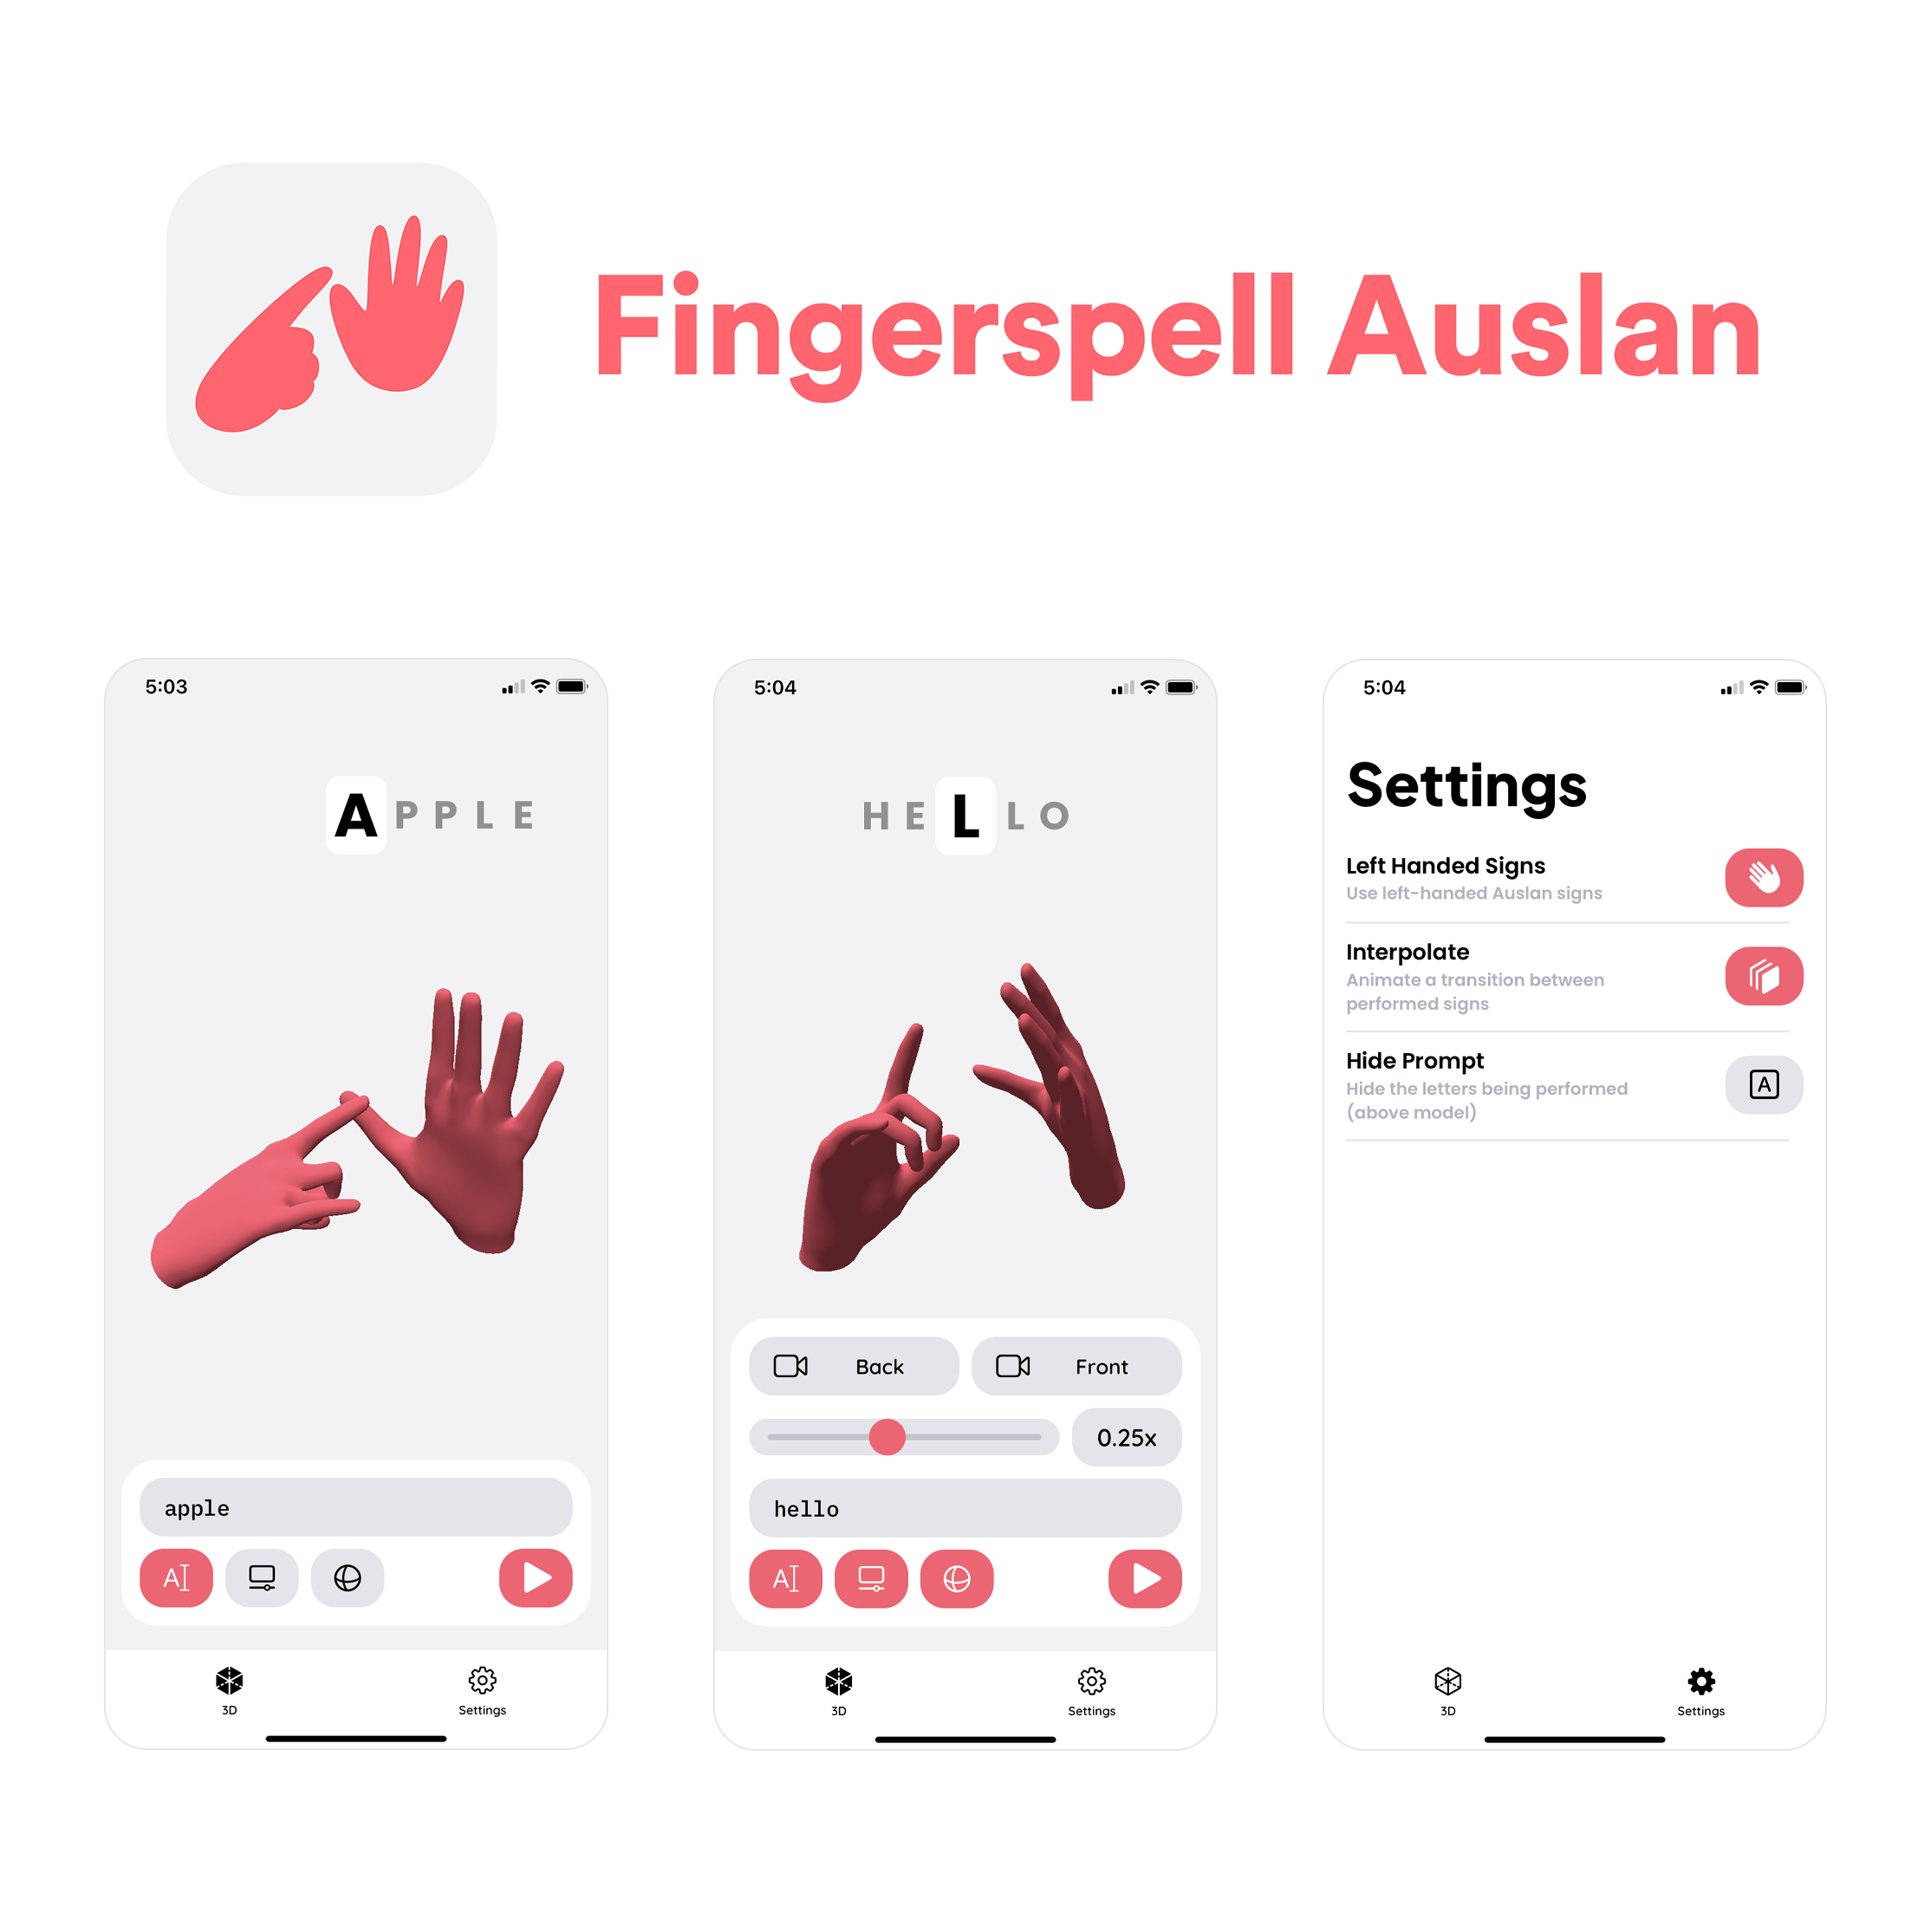 Fingerspell Auslan
5:03
A P P L E
apple
AI
3D
Settings
5:04
H E L L O
Back
Front
0.25x
hello
AI
3D
Settings
5:04
Settings
Left Handed Signs
Use left-handed Auslan signs
Interpolate
Animate a transition between
performed signs
Hide Prompt
Hide the letters being performed
(above model)
A
3D
Settings